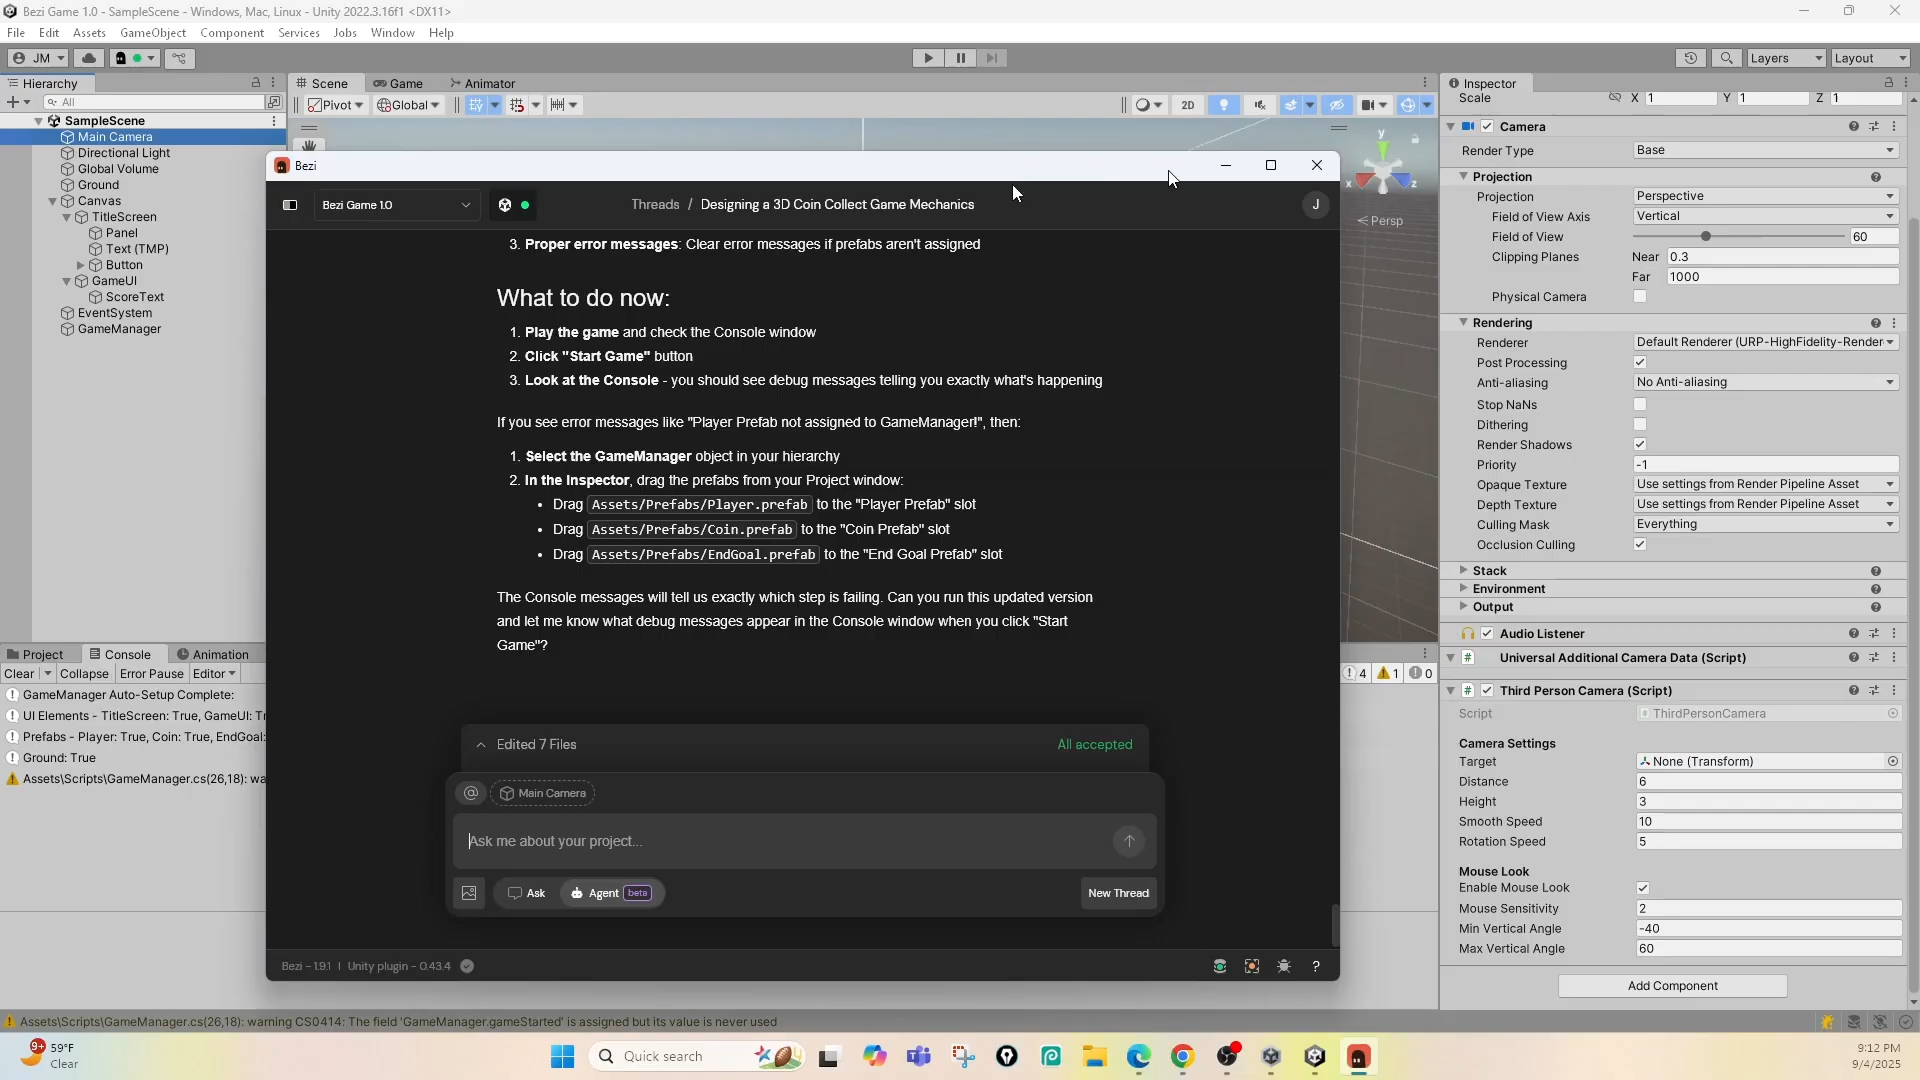 Bezi Game 1.0 - SampleScene - Windows, Mac, Linux - Unity 2022.3.16f1 <DX11>
File Edit Assets GameObject Component Services Jobs Window Help
JM
Layers
Layout
Hierarchy
Scene
Game
Animator
Inspector
All
Pivot
Global
2D
Scale X 1 Y 1 Z 1
SampleScene
Main Camera
Directional Light
Global Volume
Ground
Canvas
TitleScreen
Panel
Text (TMP)
Button
GameUI
ScoreText
EventSystem
GameManager
y
x
z
Persp
Bezi
Bezi Game 1.0
Threads / Designing a 3D Coin Collect Game Mechanics
J
3. Proper error messages: Clear error messages if prefabs aren't assigned
What to do now:
1. Play the game and check the Console window
2. Click "Start Game" button
3. Look at the Console - you should see debug messages telling you exactly what's happening
If you see error messages like "Player Prefab not assigned to GameManager!", then:
1. Select the GameManager object in your hierarchy
2. In the Inspector, drag the prefabs from your Project window:
• Drag Assets/Prefabs/Player.prefab to the "Player Prefab" slot
• Drag Assets/Prefabs/Coin.prefab to the "Coin Prefab" slot
• Drag Assets/Prefabs/EndGoal.prefab to the "End Goal Prefab" slot
The Console messages will tell us exactly which step is failing. Can you run this updated version
and let me know what debug messages appear in the Console window when you click "Start
Game"?
Edited 7 Files
All accepted
@ Main Camera
Ask me about your project...
Ask
Agent beta
New Thread
Bezi - 1.9.1 | Unity plugin - 0.43.4
?
Camera
Render Type Base
Projection
Projection Perspective
Field of View Axis Vertical
Field of View 60
Clipping Planes Near 0.3
Far 1000
Physical Camera
Rendering
Renderer Default Renderer (URP-HighFidelity-Render
Post Processing
Anti-aliasing No Anti-aliasing
Stop NaNs
Dithering
Render Shadows
Priority -1
Opaque Texture Use settings from Render Pipeline Asset
Depth Texture Use settings from Render Pipeline Asset
Culling Mask Everything
Occlusion Culling
Stack
Environment
Output
Audio Listener
Universal Additional Camera Data (Script)
Third Person Camera (Script)
Script ThirdPersonCamera
Camera Settings
Target None (Transform)
Distance 6
Height 3
Smooth Speed 10
Rotation Speed 5
Mouse Look
Enable Mouse Look
Mouse Sensitivity 2
Min Vertical Angle -40
Max Vertical Angle 60
Add Component
Project
Console
Animation
Clear Collapse Error Pause Editor
4 1 0
GameManager Auto-Setup Complete:
UI Elements - TitleScreen: True, GameUI: Tr
Prefabs - Player: True, Coin: True, EndGoal:
Ground: True
Assets\Scripts\GameManager.cs(26,18): wa
Assets\Scripts\GameManager.cs(26,18): warning CS0414: The field 'GameManager.gameStarted' is assigned but its value is never used
9+
59°F
Clear
Quick search
9:12 PM
9/4/2025